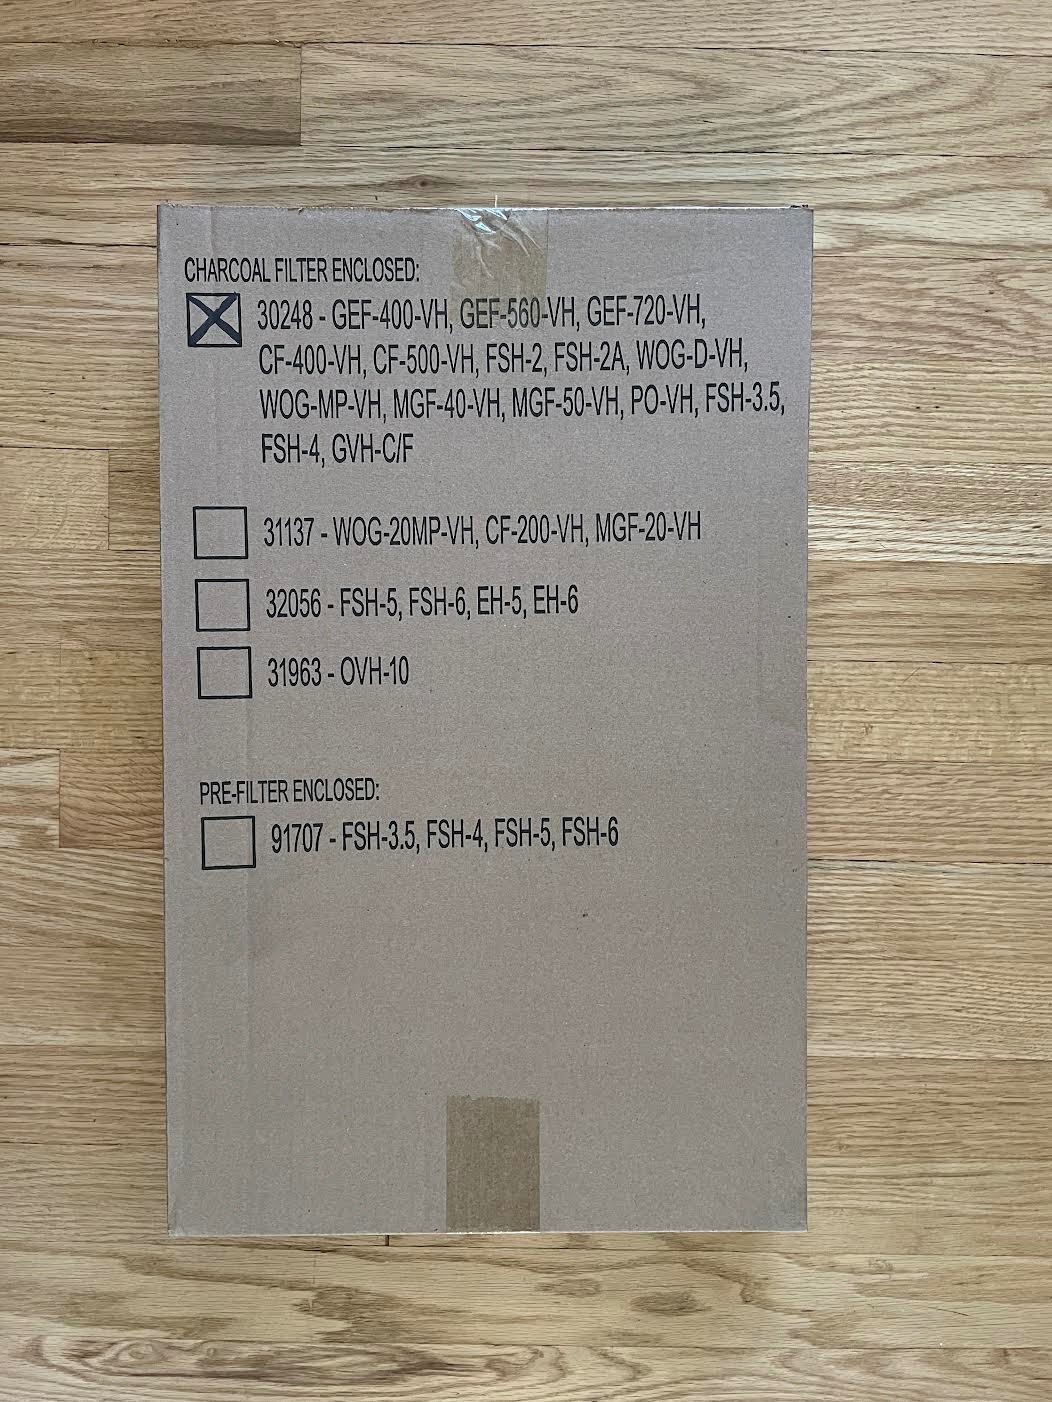 CHARCOAL FILTER ENCLOSED:
30248 - GEF-400-VH, GEF-560-VH, GEF-720-VH,
CF-400-VH, CF-500-VH, FSH-2, FSH-2A, WOG-D-VH,
WOG-MP-VH, MGF-40-VH, MGF-50-VH, PO-VH, FSH-3.5,
FSH-4, GVH-C/F
31137 - WOG-20MP-VH, CF-200-VH, MGF-20-VH
32056 - FSH-5, FSH-6, EH-5, EH-6
31963 - OVH-10
PRE-FILTER ENCLOSED:
91707 - FSH-3.5, FSH-4, FSH-5, FSH-6